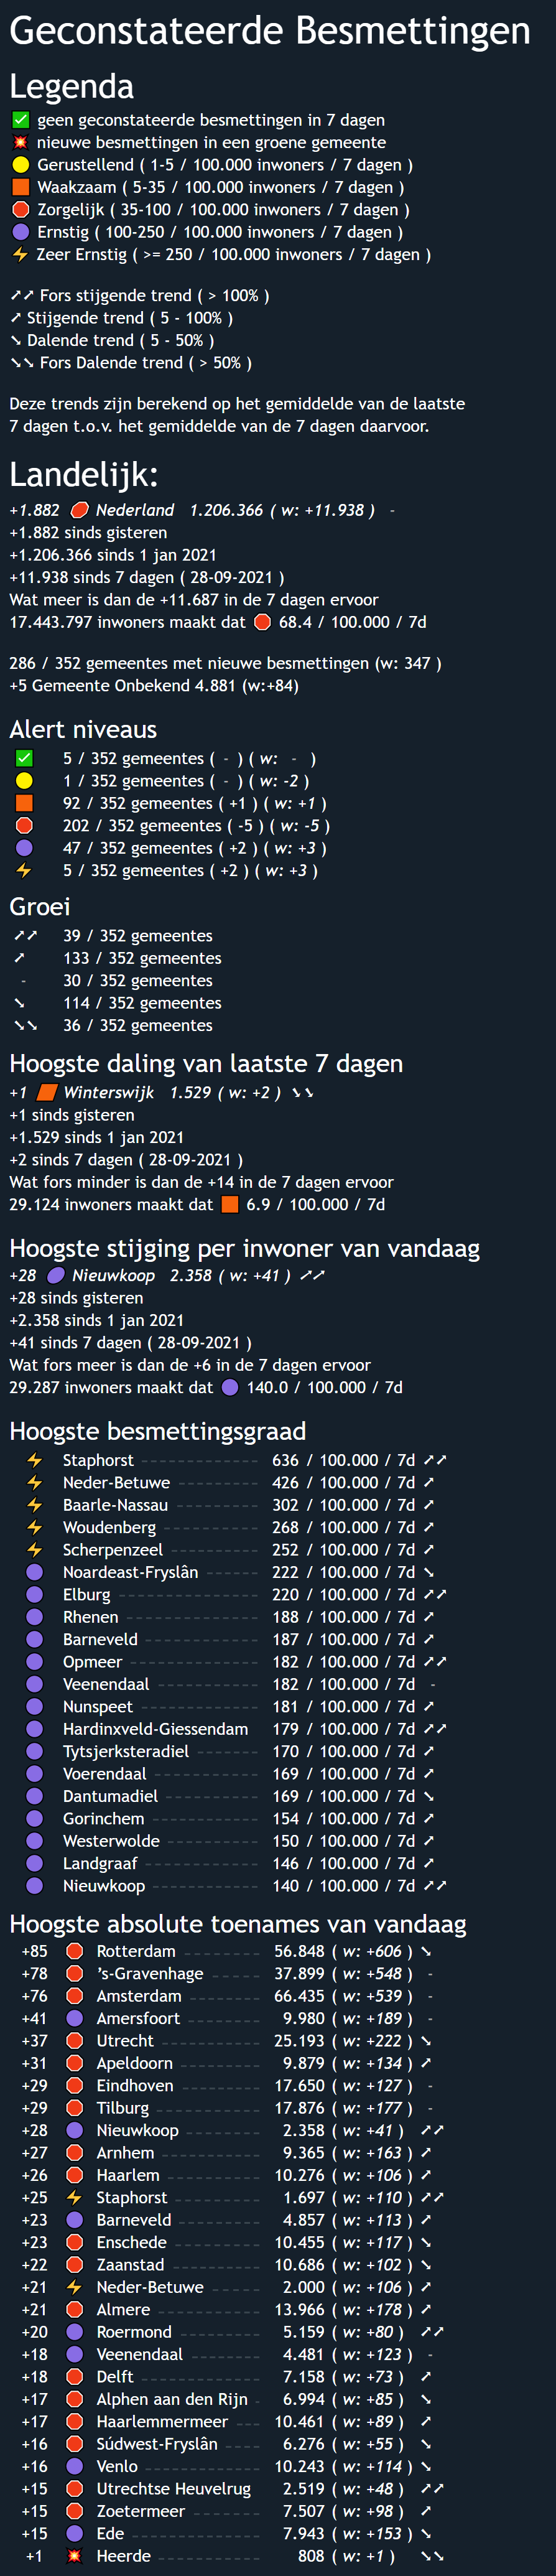 Geconstateerde Besmettingen
Legenda
geen geconstateerde besmettingen in 7 dagen
nieuwe besmettingen in een groene gemeente
Gerustellend ( 1-5 / 100.000 inwoners / 7 dagen )
Waakzaam ( 5-35 / 100.000 inwoners / 7 dagen )
Zorgelijk ( 35-100 / 100.000 inwoners / 7 dagen )
Ernstig ( 100-250 / 100.000 inwoners / 7 dagen )
Zeer Ernstig ( >= 250 / 100.000 inwoners / 7 dagen )
➚➚ Fors stijgende trend ( > 100% )
➚ Stijgende trend ( 5 - 100% )
➘ Dalende trend ( 5 - 50% )
➘➘ Fors Dalende trend ( > 50% )
Deze trends zijn berekend op het gemiddelde van de laatste
7 dagen t.o.v. het gemiddelde van de 7 dagen daarvoor.
Landelijk:
+1.882 Nederland 1.206.366 ( w: +11.938 ) -
+1.882 sinds gisteren
+1.206.366 sinds 1 jan 2021
+11.938 sinds 7 dagen ( 28-09-2021 )
Wat meer is dan de +11.687 in de 7 dagen ervoor
17.443.797 inwoners maakt dat 68.4 / 100.000 / 7d
286 / 352 gemeentes met nieuwe besmettingen (w: 347 )
+5 Gemeente Onbekend 4.881 (w:+84)
Alert niveaus
5 / 352 gemeentes ( - ) ( w: - )
1 / 352 gemeentes ( - ) ( w: -2 )
92 / 352 gemeentes ( +1 ) ( w: +1 )
202 / 352 gemeentes ( -5 ) ( w: -5 )
47 / 352 gemeentes ( +2 ) ( w: +3 )
5 / 352 gemeentes ( +2 ) ( w: +3 )
Groei
➚➚ 39 / 352 gemeentes
➚ 133 / 352 gemeentes
- 30 / 352 gemeentes
➘ 114 / 352 gemeentes
➘➘ 36 / 352 gemeentes
Hoogste daling van laatste 7 dagen
+1 Winterswijk 1.529 ( w: +2 ) ➘➘
+1 sinds gisteren
+1.529 sinds 1 jan 2021
+2 sinds 7 dagen ( 28-09-2021 )
Wat fors minder is dan de +14 in de 7 dagen ervoor
29.124 inwoners maakt dat 6.9 / 100.000 / 7d
Hoogste stijging per inwoner van vandaag
+28 Nieuwkoop 2.358 ( w: +41 ) ➚➚
+28 sinds gisteren
+2.358 sinds 1 jan 2021
+41 sinds 7 dagen ( 28-09-2021 )
Wat fors meer is dan de +6 in de 7 dagen ervoor
29.287 inwoners maakt dat 140.0 / 100.000 / 7d
Hoogste besmettingsgraad
Staphorst 636 / 100.000 / 7d ➚➚
Neder-Betuwe 426 / 100.000 / 7d ➚
Baarle-Nassau 302 / 100.000 / 7d ➚
Woudenberg 268 / 100.000 / 7d ➚
Scherpenzeel 252 / 100.000 / 7d ➚
Noardeast-Fryslân 222 / 100.000 / 7d ➘
Elburg 220 / 100.000 / 7d ➚➚
Rhenen 188 / 100.000 / 7d ➚
Barneveld 187 / 100.000 / 7d ➚
Opmeer 182 / 100.000 / 7d ➚➚
Veenendaal 182 / 100.000 / 7d -
Nunspeet 181 / 100.000 / 7d ➚
Hardinxveld-Giessendam 179 / 100.000 / 7d ➚➚
Tytsjerksteradiel 170 / 100.000 / 7d ➚
Voerendaal 169 / 100.000 / 7d ➚
Dantumadiel 169 / 100.000 / 7d ➘
Gorinchem 154 / 100.000 / 7d ➚
Westerwolde 150 / 100.000 / 7d ➚
Landgraaf 146 / 100.000 / 7d ➚
Nieuwkoop 140 / 100.000 / 7d ➚➚
Hoogste absolute toenames van vandaag
+85 Rotterdam 56.848 ( w: +606 ) ➘
+78 's-Gravenhage 37.899 ( w: +548 ) -
+76 Amsterdam 66.435 ( w: +539 ) -
+41 Amersfoort 9.980 ( w: +189 ) -
+37 Utrecht 25.193 ( w: +222 ) ➘
+31 Apeldoorn 9.879 ( w: +134 ) ➚
+29 Eindhoven 17.650 ( w: +127 ) -
+29 Tilburg 17.876 ( w: +177 ) -
+28 Nieuwkoop 2.358 ( w: +41 ) ➚➚
+27 Arnhem 9.365 ( w: +163 ) ➚
+26 Haarlem 10.276 ( w: +106 ) ➚
+25 Staphorst 1.697 ( w: +110 ) ➚➚
+23 Barneveld 4.857 ( w: +113 ) ➚
+23 Enschede 10.455 ( w: +117 ) ➘
+22 Zaanstad 10.686 ( w: +102 ) ➘
+21 Neder-Betuwe 2.000 ( w: +106 ) ➚
+21 Almere 13.966 ( w: +178 ) ➚
+20 Roermond 5.159 ( w: +80 ) ➚➚
+18 Veenendaal 4.481 ( w: +123 ) -
+18 Delft 7.158 ( w: +73 ) ➚
+17 Alphen aan den Rijn 6.994 ( w: +85 ) ➘
+17 Haarlemmermeer 10.461 ( w: +89 ) ➚
+16 Súdwest-Fryslân 6.276 ( w: +55 ) ➘
+16 Venlo 10.243 ( w: +114 ) ➘
+15 Utrechtse Heuvelrug 2.519 ( w: +48 ) ➚➚
+15 Zoetermeer 7.507 ( w: +98 ) ➚
+15 Ede 7.943 ( w: +153 ) ➘
+1 Heerde 808 ( w: +1 ) ➘➘